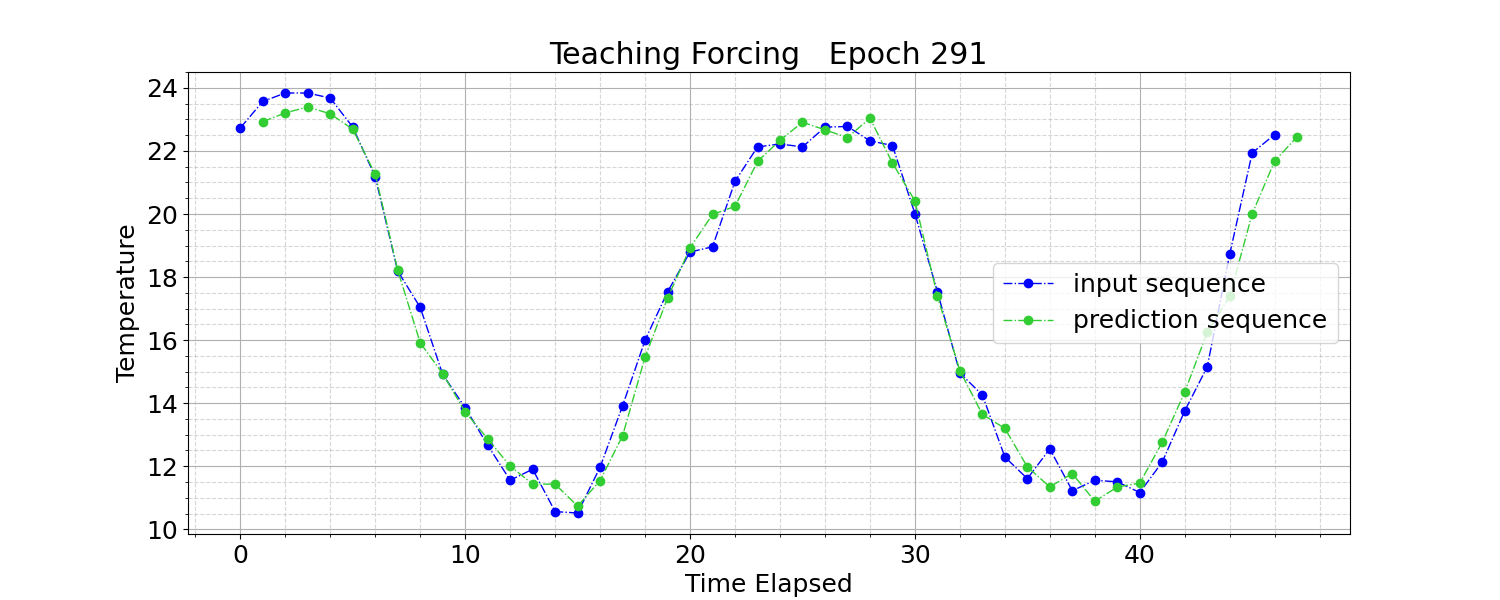 Teaching Forcing   Epoch 291
24
22
20
18
16
14
12
10
Temperature
input sequence
prediction sequence
0 10 20 30 40
Time Elapsed